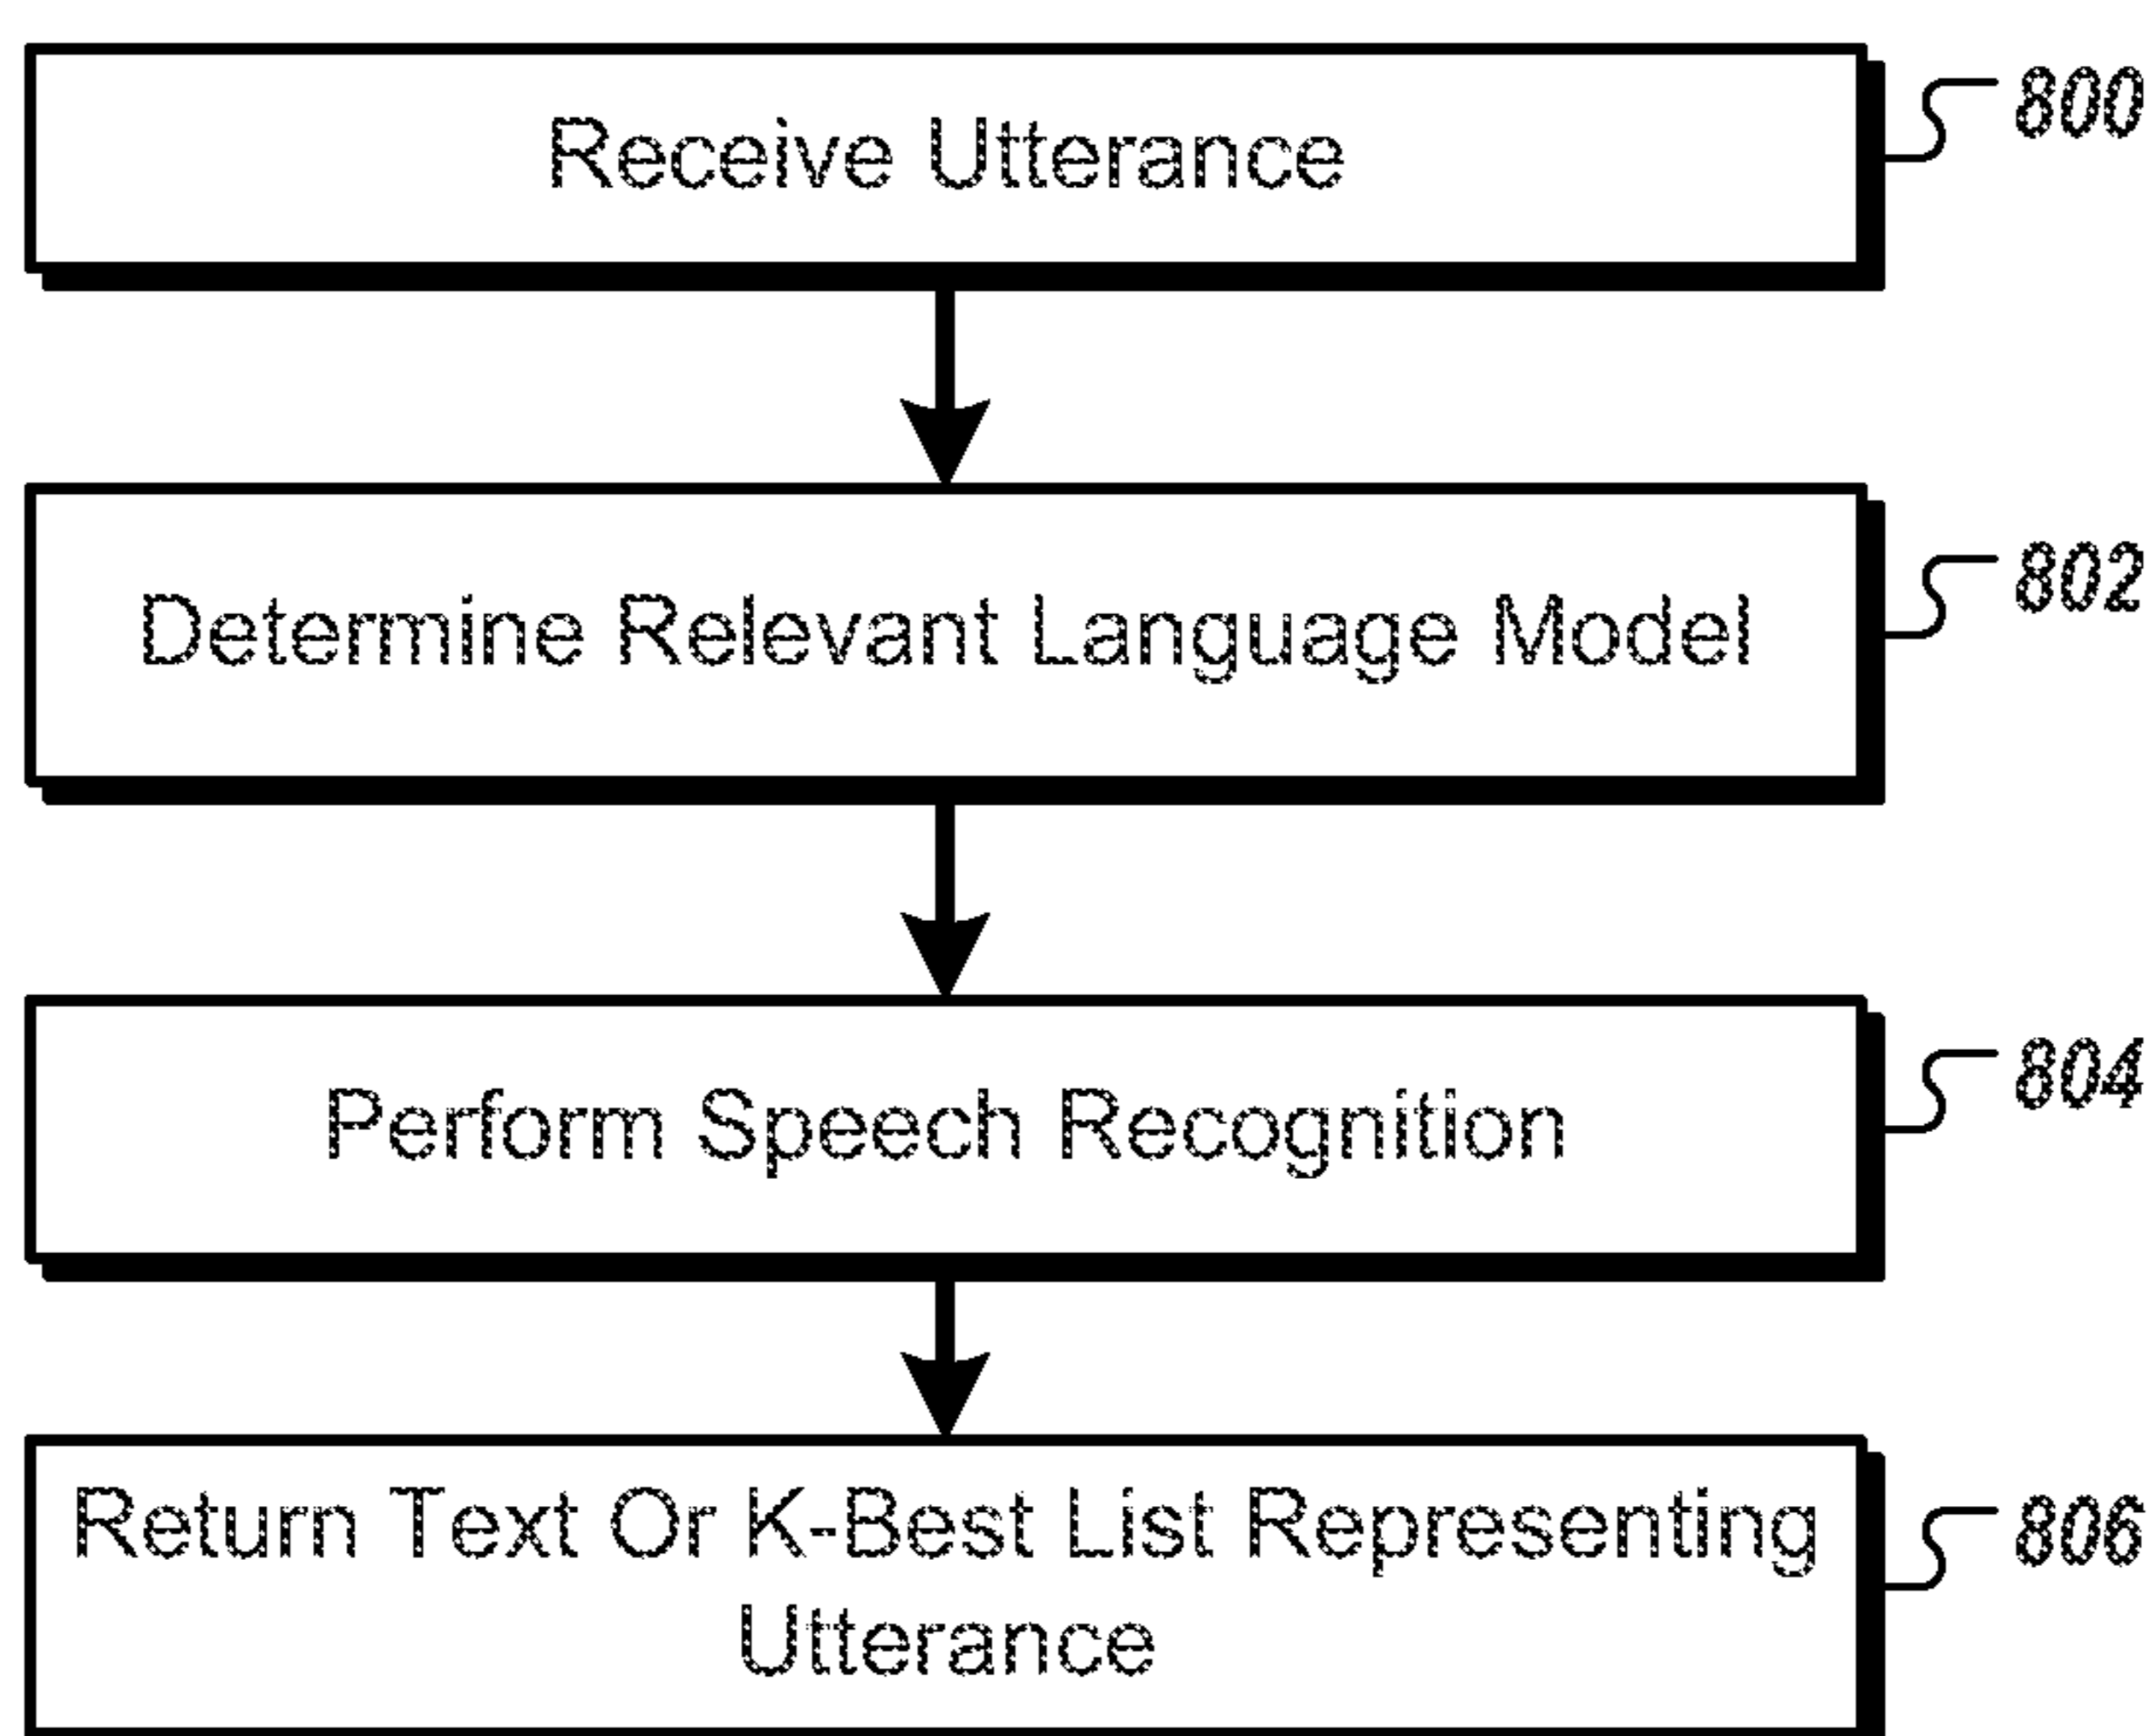 Receive Utterance
800
Determine Relevant Language Model
802
Perform Speech Recognition
804
Return Text Or K-Best List Representing
Utterance
806